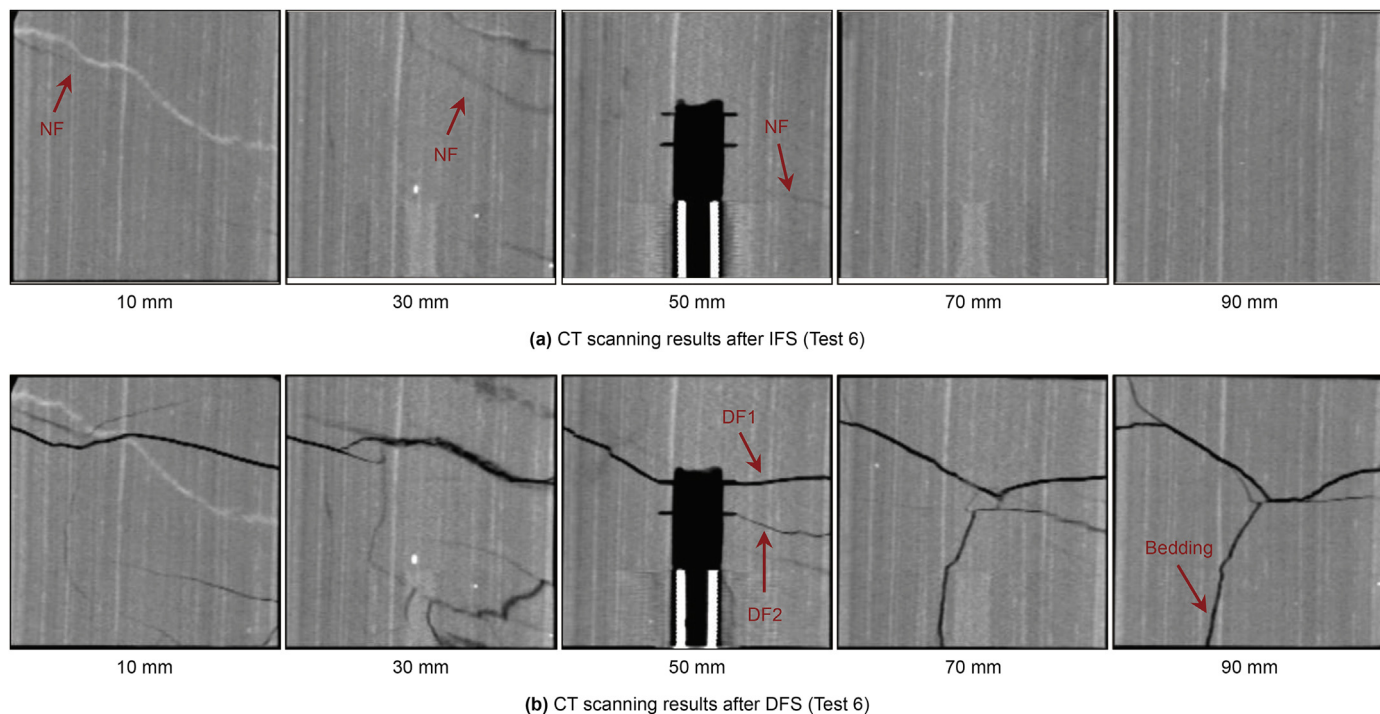 NF
NF
NF
10 mm
30 mm
50 mm
70 mm
90 mm
(a) CT scanning results after IFS (Test 6)
DF1
DF2
Bedding
10 mm
30 mm
50 mm
70 mm
90 mm
(b) CT scanning results after DFS (Test 6)